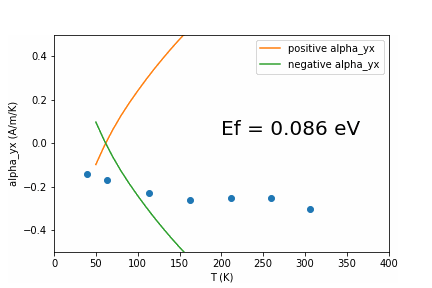 positive alpha_yx
negative alpha_yx
Ef = 0.086 eV
alpha_yx (A/m/K)
0.4
0.2
0.0
−0.2
−0.4
0
50
100
150
200
250
300
350
400
T (K)